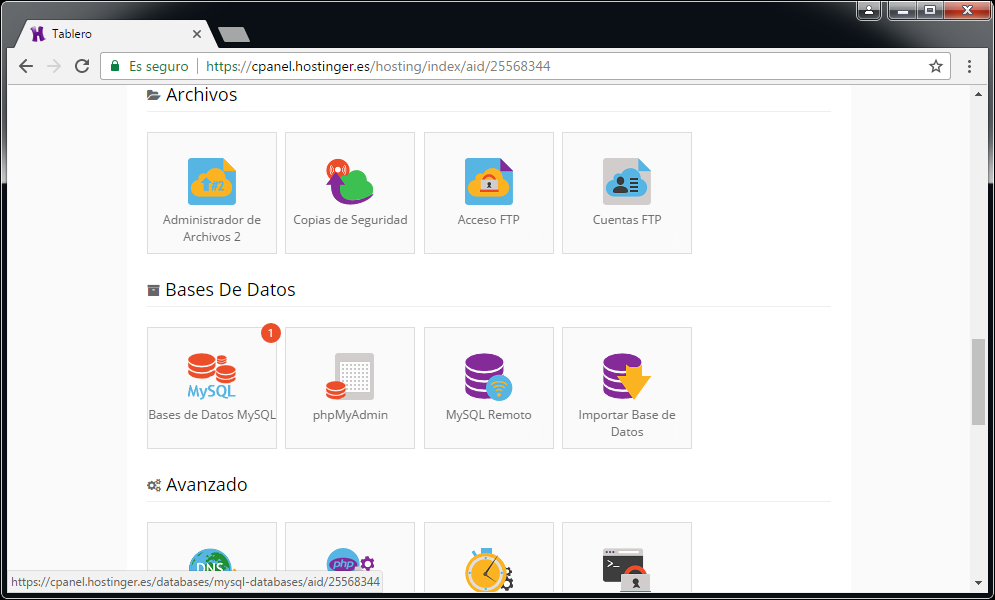 Tablero
Es seguro
https://cpanel.hostinger.es/hosting/index/aid/25568344
Archivos
#2
Administrador de
Archivos 2
Copias de Seguridad
Acceso FTP
Cuentas FTP
Bases De Datos
1
MySQL
Bases de Datos MySQL
phpMyAdmin
MySQL Remoto
Importar Base de
Datos
Avanzado
DNS
php
>_
https://cpanel.hostinger.es/databases/mysql-databases/aid/25568344